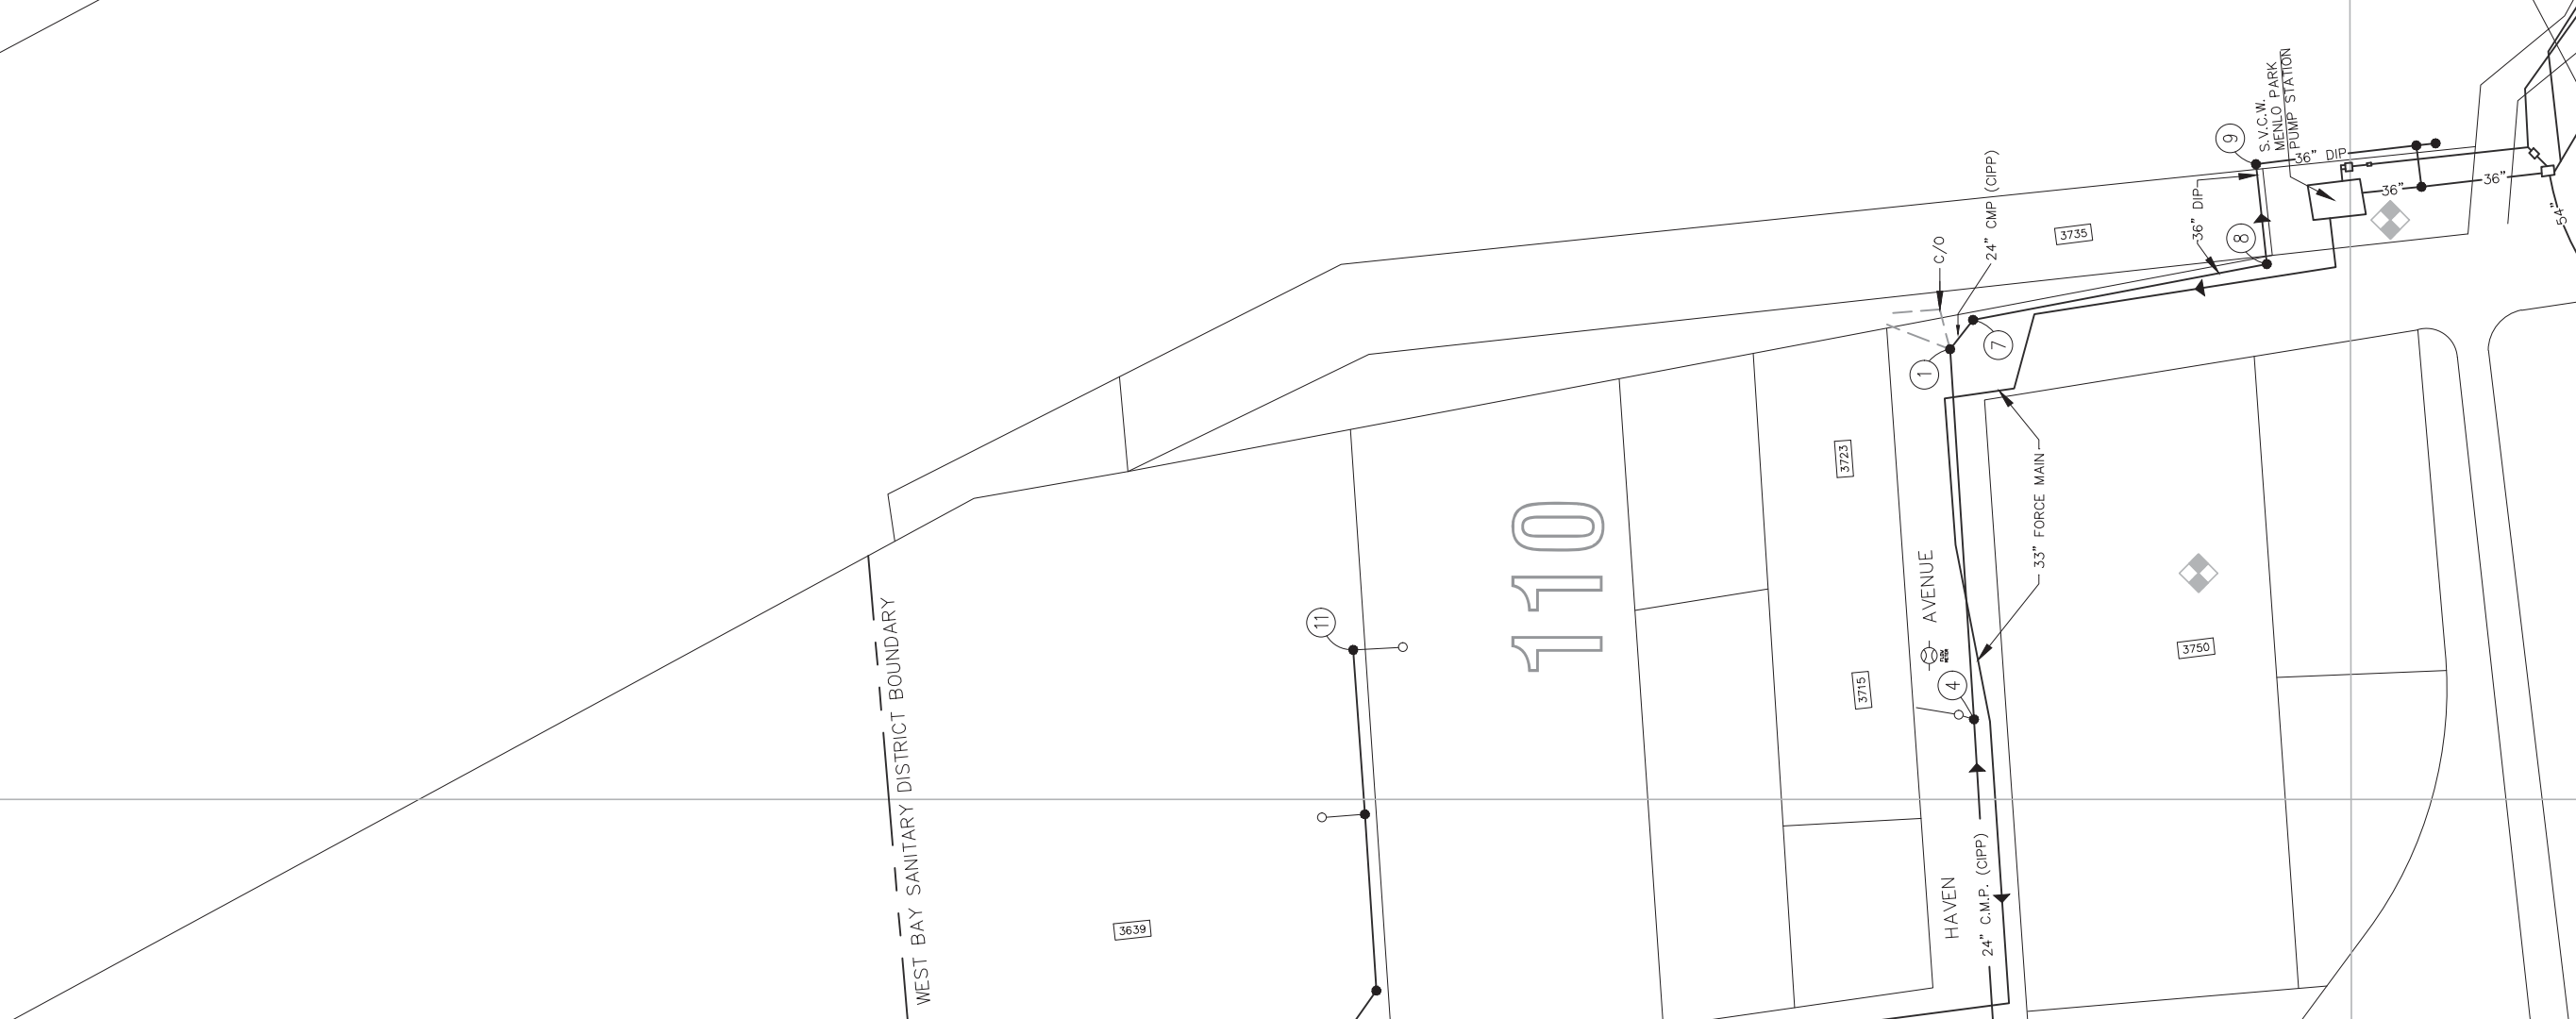 S.V.C.W.
MENLO PARK
PUMP STATION
9
36” DIP
36”
36”
54”
36” DIP
8
3735
C/O
24” CMP (CIPP)
7
1
33” FORCE MAIN
3723
110
AVENUE
FLOW
METER
4
3715
3750
11
HAVEN
24” C.M.P. (CIPP)
WEST BAY SANITARY DISTRICT BOUNDARY
3639